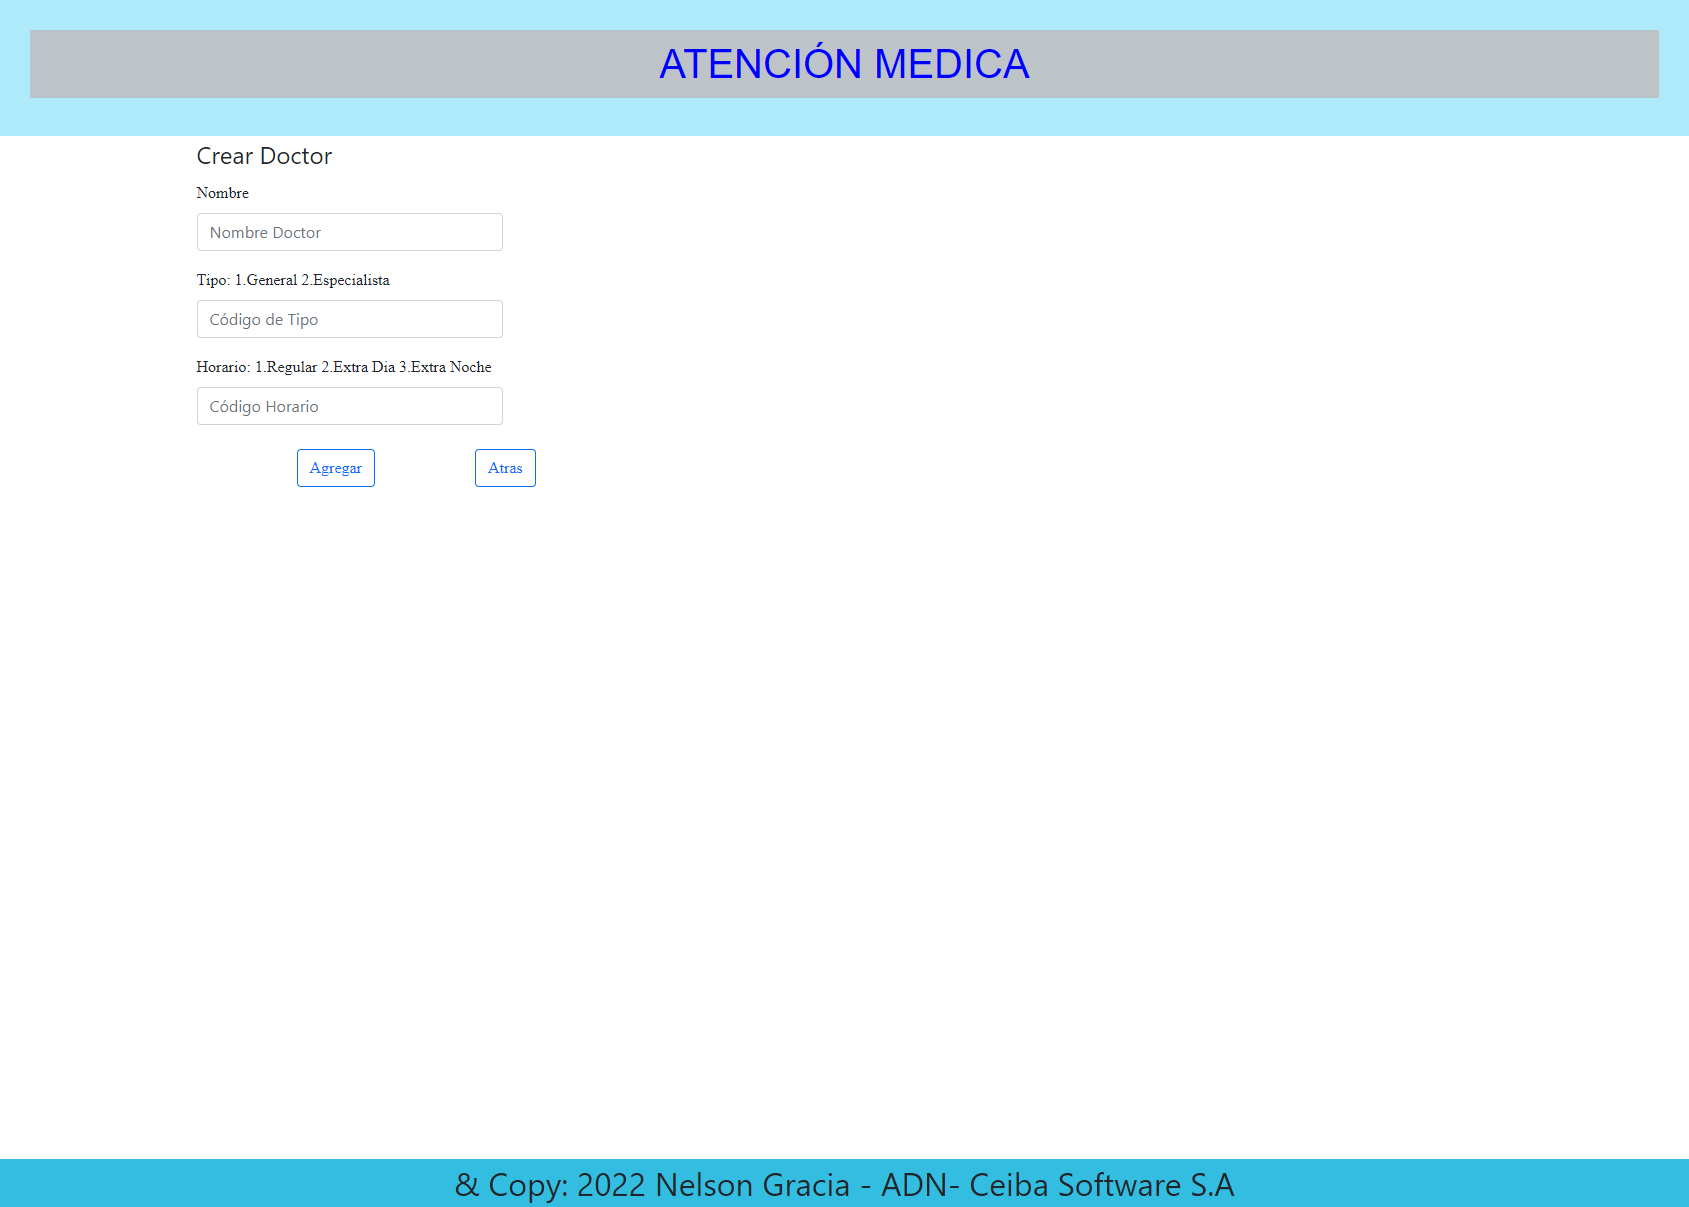 ATENCIÓN MEDICA
Crear Doctor
Nombre
Nombre Doctor
Tipo: 1.General 2.Especialista
Código de Tipo
Horario: 1.Regular 2.Extra Dia 3.Extra Noche
Código Horario
Agregar Atras
& Copy: 2022 Nelson Gracia - ADN- Ceiba Software S.A